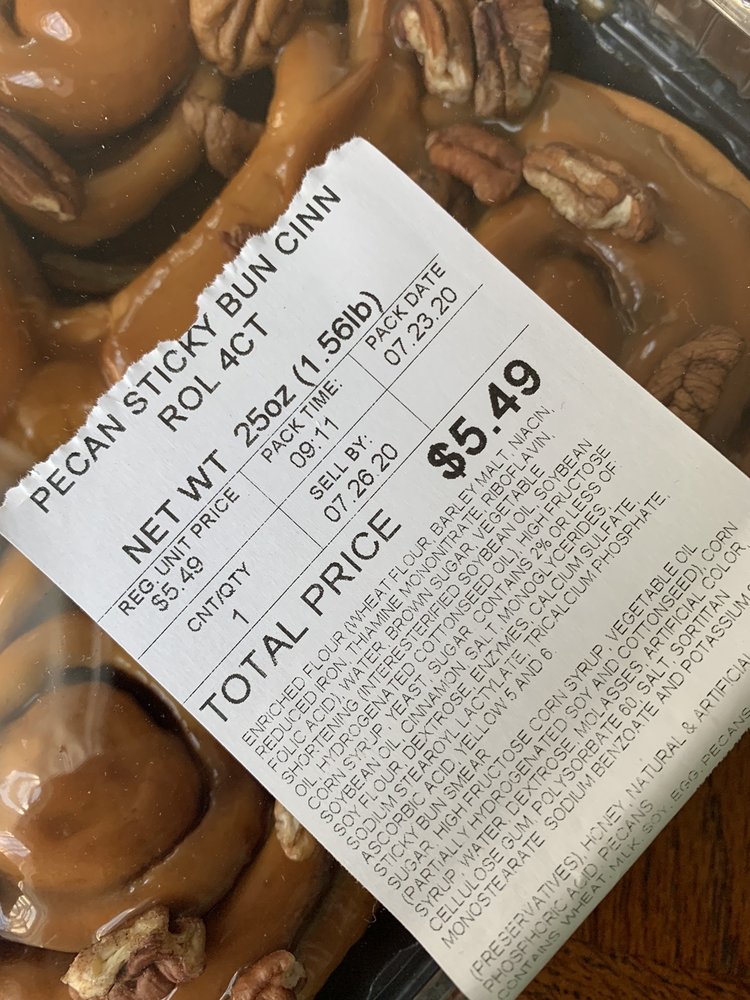 PECAN STICKY BUN CINN
ROL 4CT
NET WT 25oz (1.56lb)
REG. UNIT PRICE
$5.49
PACK TIME:
09:11
PACK DATE
07.23.20
CNT/QTY
1
SELL BY:
07.26.20
TOTAL PRICE $5.49
ENRICHED FLOUR (WHEAT FLOUR, BARLEY MALT, NIACIN,
REDUCED IRON, THIAMINE MONONITRATE, RIBOFLAVIN,
FOLIC ACID), WATER, BROWN SUGAR, VEGETABLE
SHORTENING (INTERESTERIFIED SOYBEAN OIL, SOYBEAN
OIL, HYDROGENATED COTTONSEED OIL), HIGH FRUCTOSE
CORN SYRUP, YEAST, SUGAR, CONTAINS 2% OR LESS OF:
SOYBEAN OIL, CINNAMON, SALT, MONOGLYCERIDES,
SOY FLOUR, DEXTROSE, ENZYMES, CALCIUM SULFATE,
SODIUM STEAROYL LACTYLATE, TRICALCIUM PHOSPHATE,
ASCORBIC ACID, YELLOW 5 AND 6.
STICKY BUN SMEAR
SUGAR, HIGH FRUCTOSE CORN SYRUP, VEGETABLE OIL
(PARTIALLY HYDROGENATED SOY AND COTTONSEED), CORN
SYRUP, WATER, DEXTROSE, MOLASSES, ARTIFICIAL COLOR,
CELLULOSE GUM, POLYSORBATE 60, SALT, SORTITAN
MONOSTEARATE, SODIUM BENZOATE AND POTASSIUM
(PRESERVATIVES), HONEY, NATURAL & ARTIFICIAL
PHOSPHORIC ACID, PECANS
CONTAINS: WHEAT, MILK, SOY, EGG, PECANS